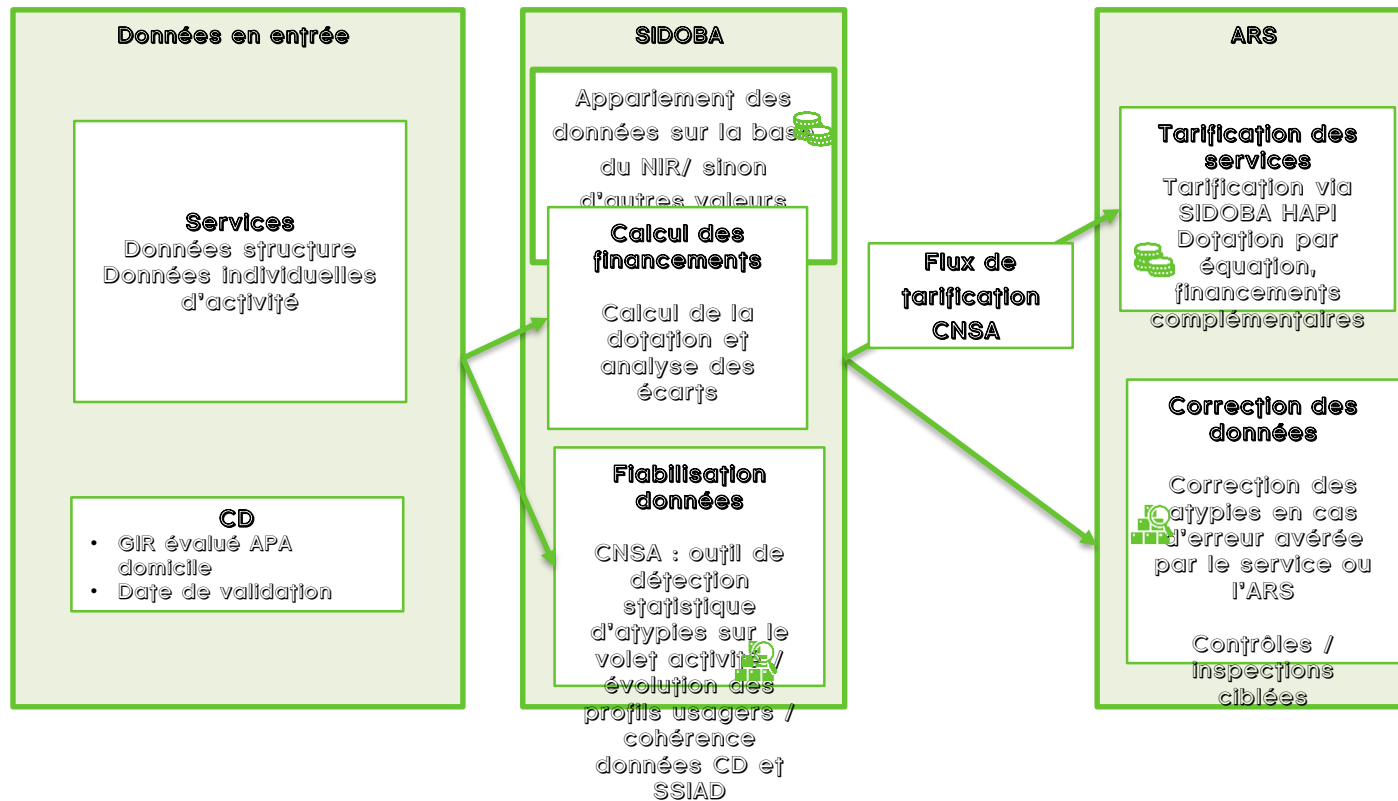 Données en entrée
Services
Données structure
Données individuelles
d'activité
CD
• GIR évalué APA
domicile
• Date de validation
SIDOBA
Appariement des
données sur la base
du NIR/ sinon
d'autres valeurs
Calcul des
financements
Calcul de la
dotation et
analyse des
écarts
Fiabilisation
données
CNSA : outil de
détection
statistique
d'atypies sur le
volet activité /
évolution des
profils usagers /
cohérence
données CD et
SSIAD
Flux de
tarification
CNSA
ARS
Tarification des
services
Tarification via
SIDOBA HAPI
Dotation par
équation,
financements
complémentaires
Correction des
données
Correction des
atypies en cas
d'erreur avérée
par le service ou
l'ARS
Contrôles /
inspections
ciblées